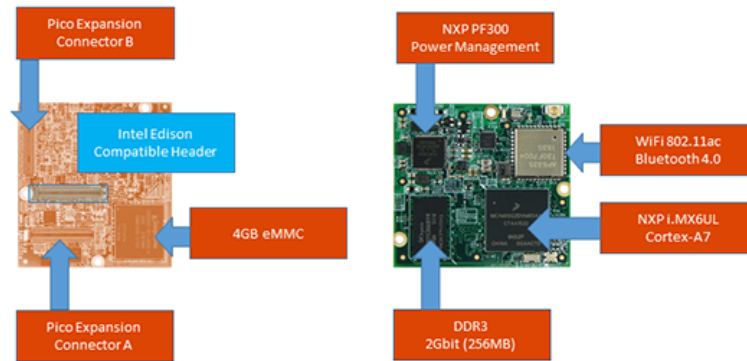 Pico Expansion
Connector B
Intel Edison
Compatible Header
4GB eMMC
Pico Expansion
Connector A
NXP PF300
Power Management
WiFi 802.11ac
Bluetooth 4.0
NXP i.MX6UL
Cortex-A7
DDR3
2Gbit (256MB)